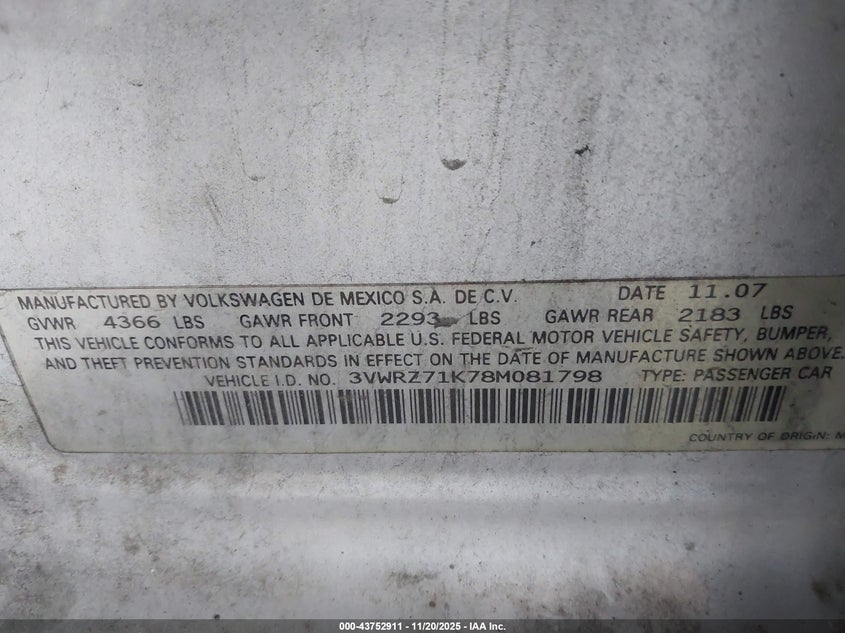 MANUFACTURED BY VOLKSWAGEN DE MEXICO S.A. DE C.V. DATE 11.07
GVWR 4366 LBS GAWR FRONT 2293 LBS GAWR REAR 2183 LBS
THIS VEHICLE CONFORMS TO ALL APPLICABLE U.S. FEDERAL MOTOR VEHICLE SAFETY, BUMPER,
AND THEFT PREVENTION STANDARDS IN EFFECT ON THE DATE OF MANUFACTURE SHOWN ABOVE.
VEHICLE I.D. NO. 3VWRZ71K78M081798 TYPE: PASSENGER CAR
COUNTRY OF ORIGIN: M
000-43752911 - 11/20/2025 - IAA Inc.